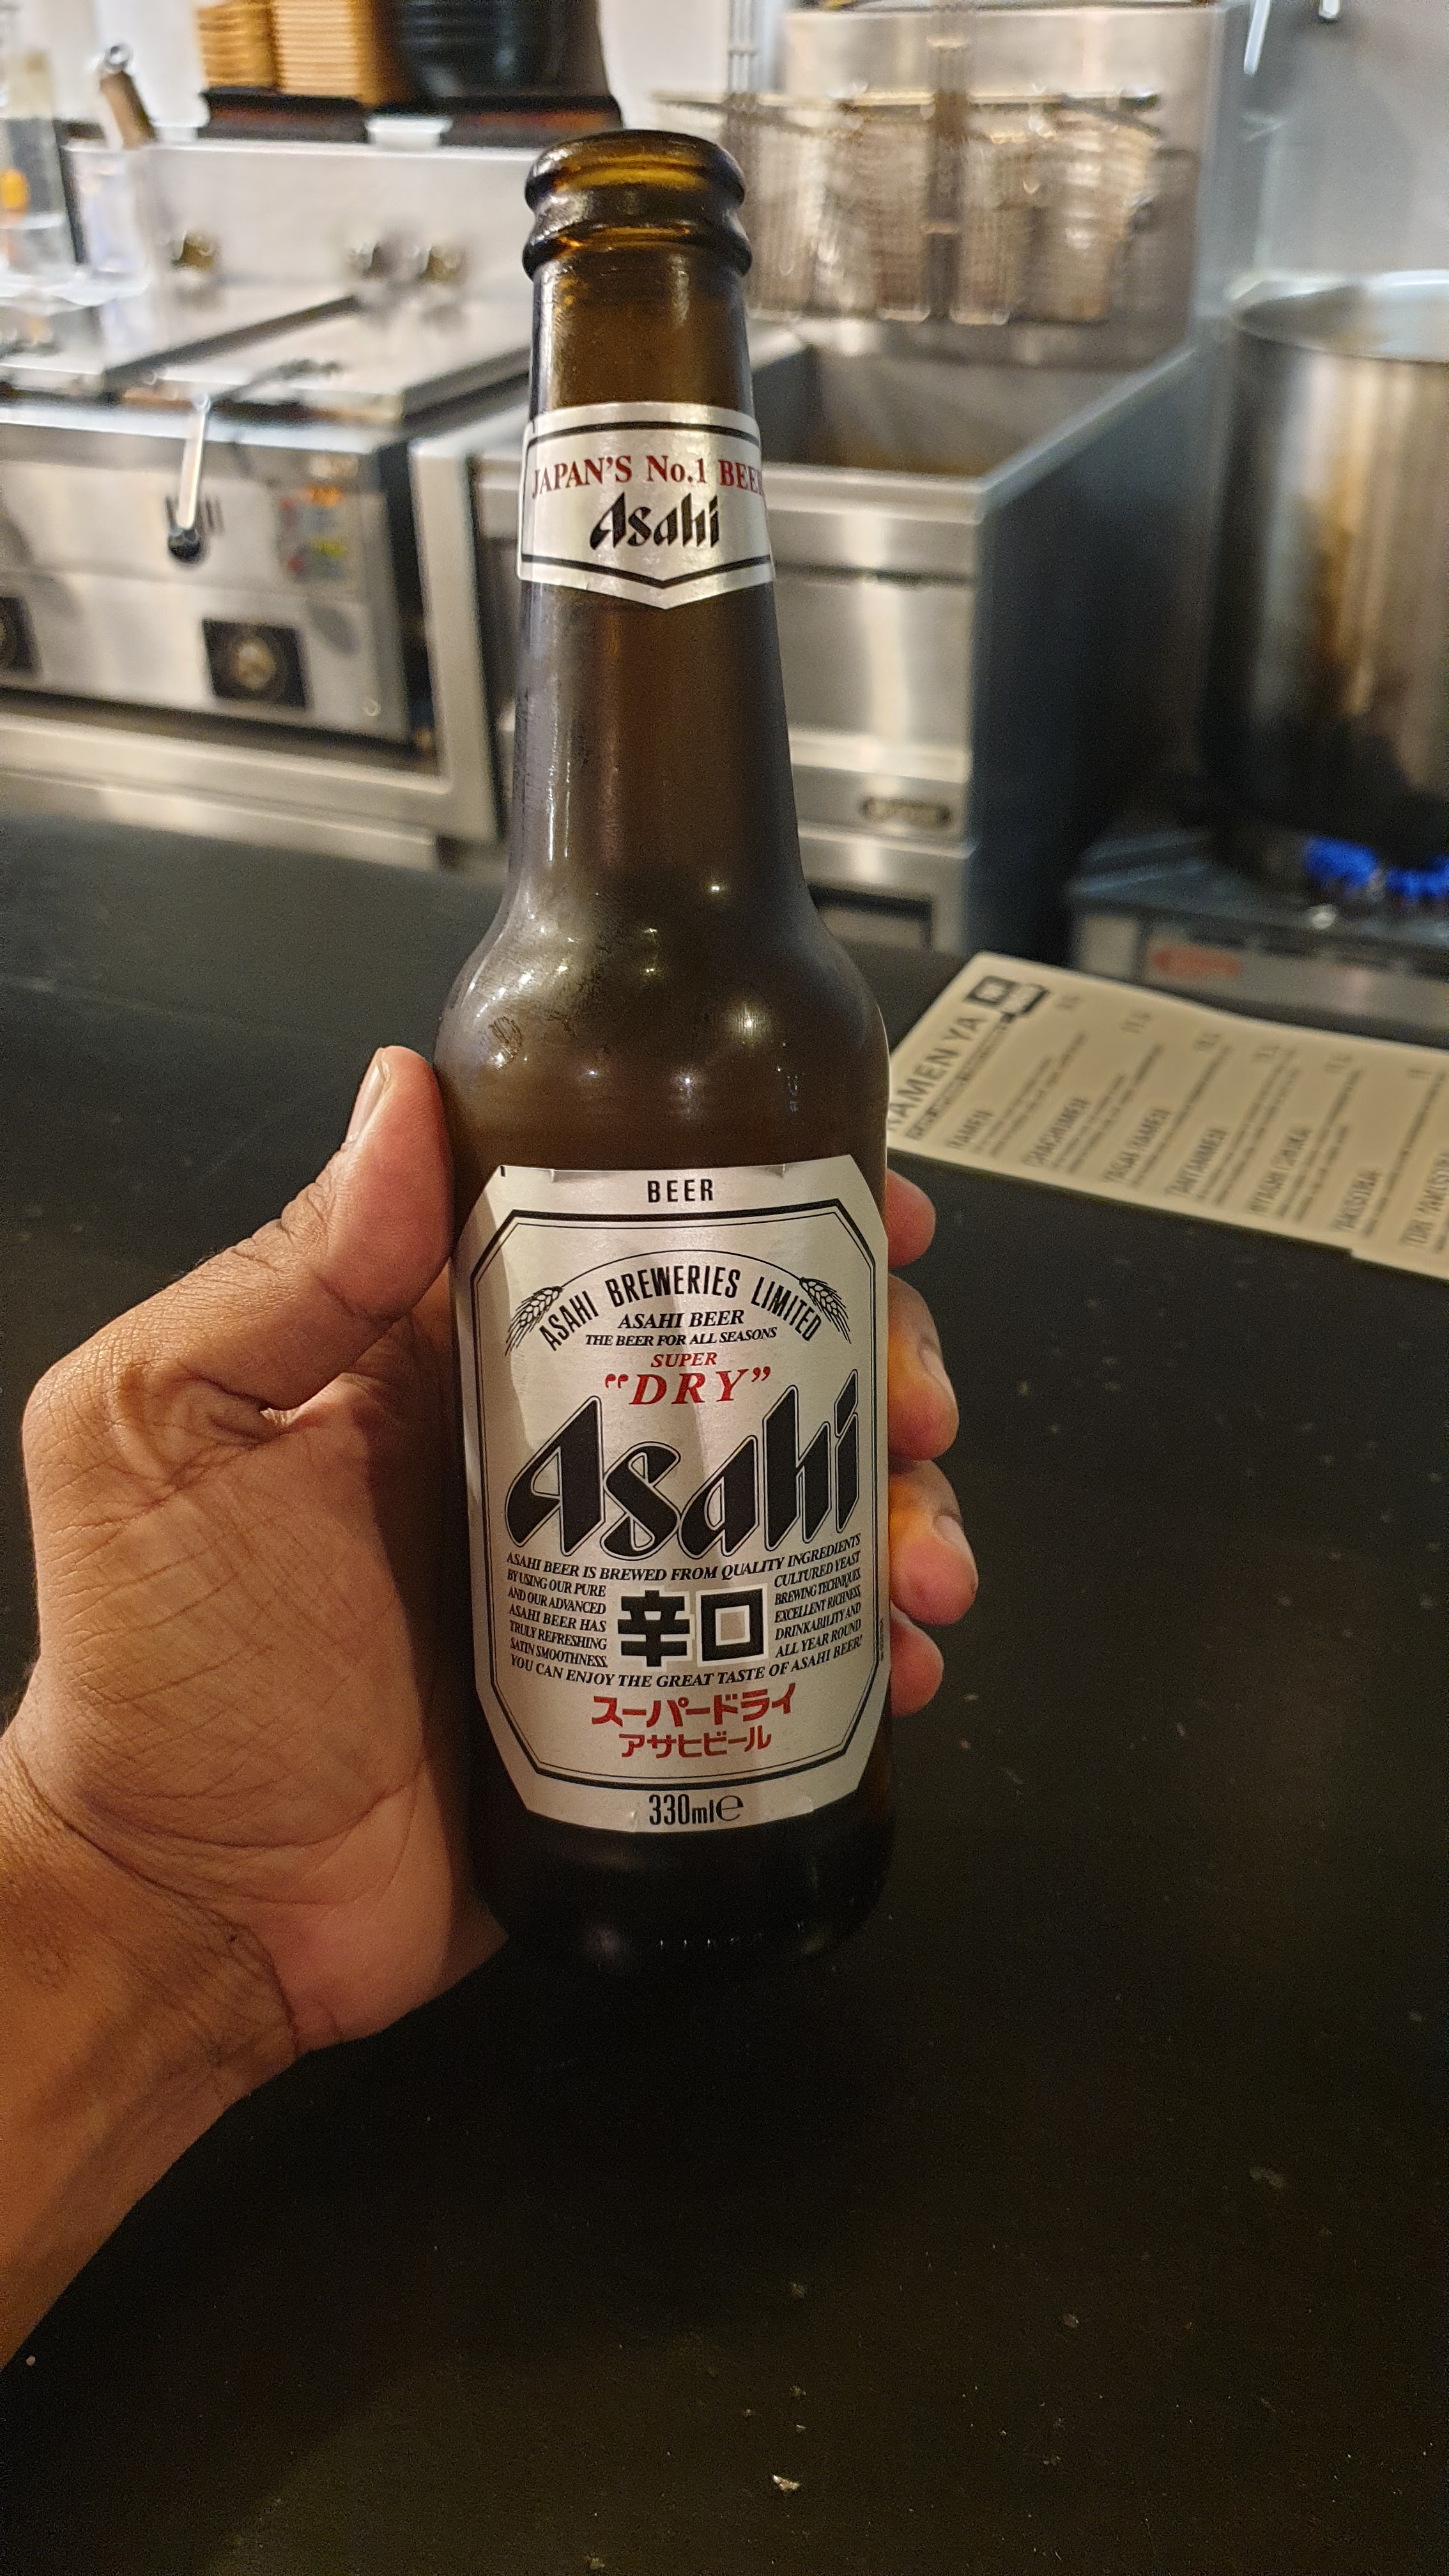 JAPAN'S No.1 BEER
Asahi
BEER
ASAHI BREWERIES LIMITED
ASAHI BEER
THE BEER FOR ALL SEASONS
SUPER
"DRY"
Asahi
ASAHI BEER IS BREWED FROM QUALITY INGREDIENTS
BY USING OUR PURE CULTURED YEAST
AND OUR ADVANCED BREWING TECHNIQUES.
ASAHI BEER HAS EXCELLENT RICHNESS,
TRULY REFRESHING DRINKABILITY AND
SATIN SMOOTHNESS. ALL YEAR ROUND
辛口
YOU CAN ENJOY THE GREAT TASTE OF ASAHI BEER!
スーパードライ
アサヒビール
330ml℮
RAMEN YA
RAMEN
TANTANMEN
YAKISOBA